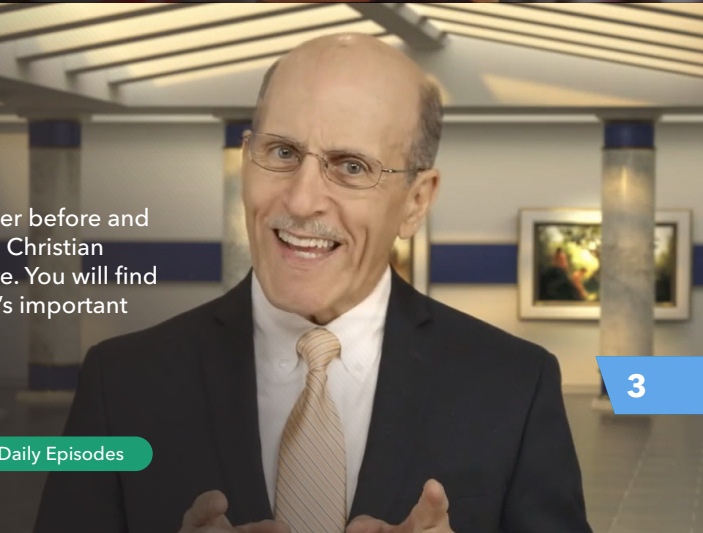 er before and
Christian
e. You will find
's important
3
Daily Episodes